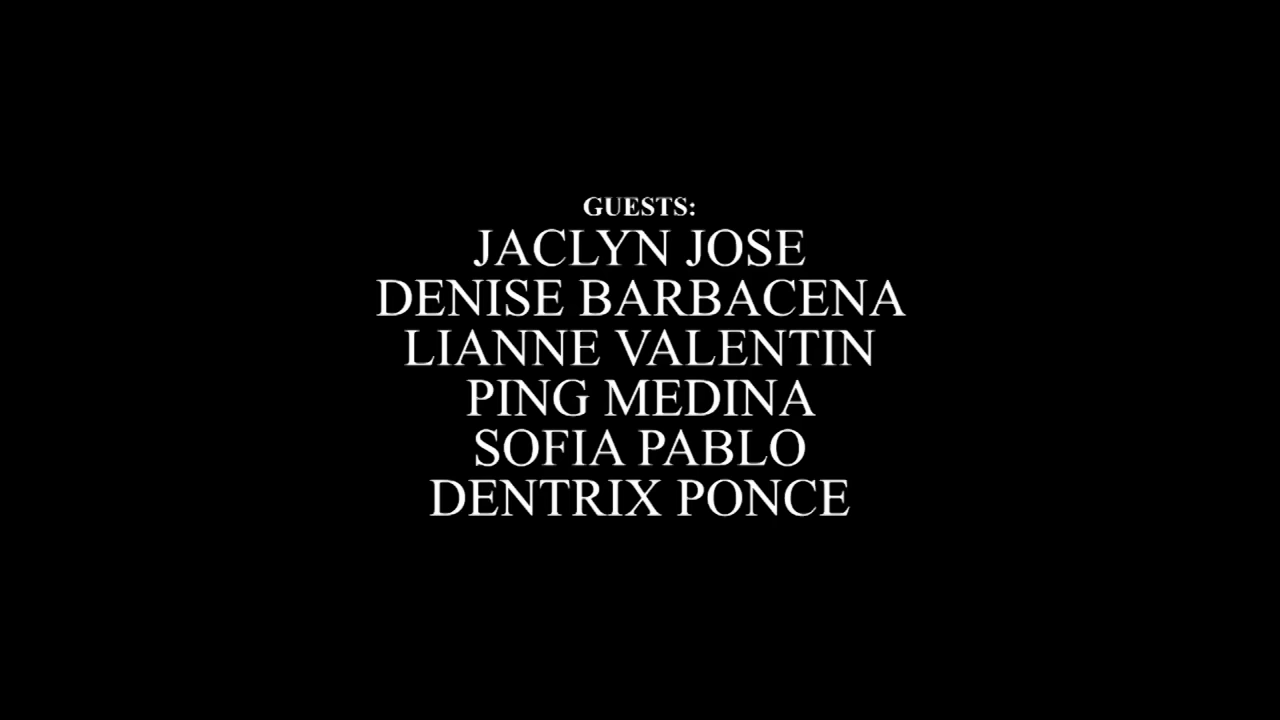 GUESTS:
JACLYN JOSE
DENISE BARBACENA
LIANNE VALENTIN
PING MEDINA
SOFIA PABLO
DENTRIX PONCE